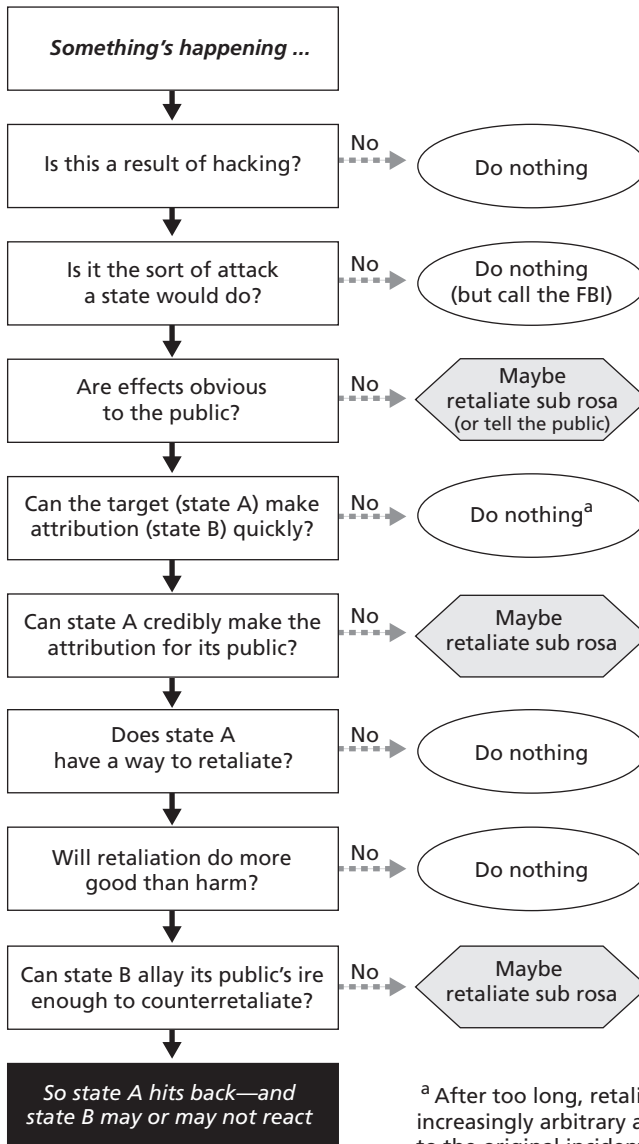 Something's happening ...
Is this a result of hacking?
No
Do nothing
Is it the sort of attack
a state would do?
No
Do nothing
(but call the FBI)
Are effects obvious
to the public?
No
Maybe
retaliate sub rosa
(or tell the public)
Can the target (state A) make
attribution (state B) quickly?
No
Do nothingᵃ
Can state A credibly make the
attribution for its public?
No
Maybe
retaliate sub rosa
Does state A
have a way to retaliate?
No
Do nothing
Will retaliation do more
good than harm?
No
Do nothing
Can state B allay its public's ire
enough to counterretaliate?
No
Maybe
retaliate sub rosa
So state A hits back—and
state B may or may not react
ᵃ After too long,
increasingly arbitrary
to the original